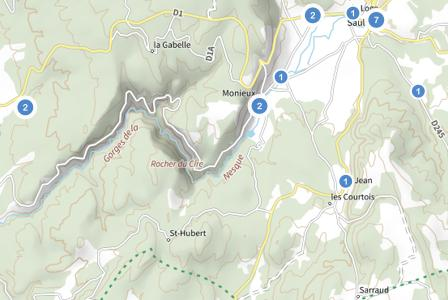 D1
2
1
Saul
7
la Gabelle
D1A
1
Monieux
1
2
2
D245
Gorges de la
Rocher du Cire
Nesque
1
Jean
les Courtois
St-Hubert
Sarraud